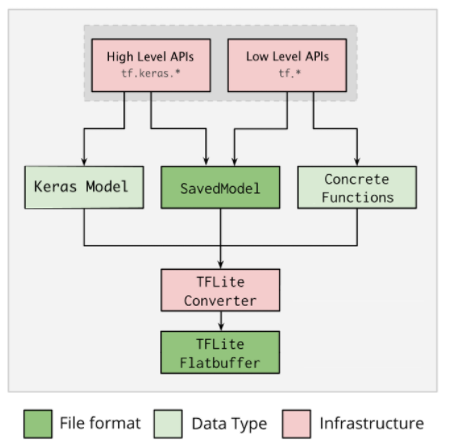 High Level APIs
tf.keras.*
Low Level APIs
tf.*
Keras Model
SavedModel
Concrete
Functions
TFLite
Converter
TFLite
Flatbuffer
File format
Data Type
Infrastructure